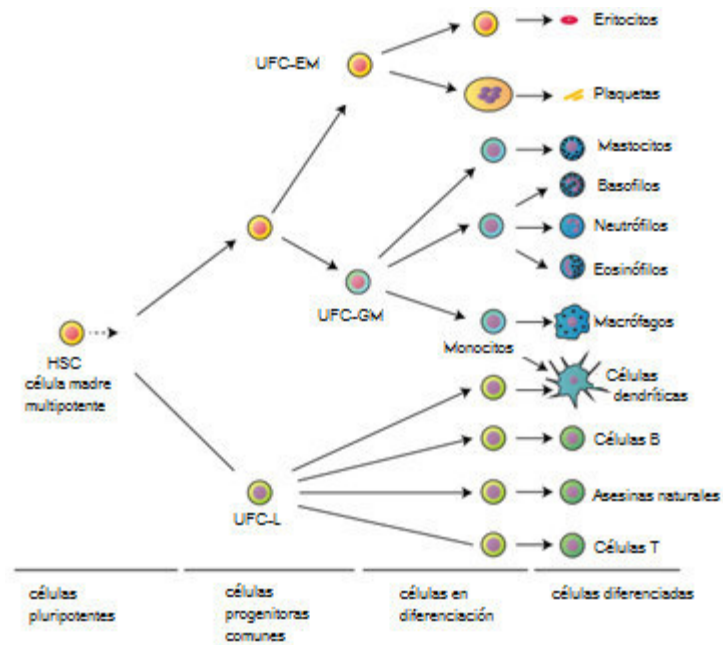 Eritocitos
UFC-EM
Plaquetas
Mastocitos
Basofilos
Neutrófilos
Eosinófilos
UFC-GM
Macrófagos
Monocitos
HSC
célula madre
multipotente
Células
dendríticas
Células B
Asesinas naturales
UFC-L
Células T
células
pluripotentes
células
progenitoras
comunes
células en
diferenciación
células diferenciadas